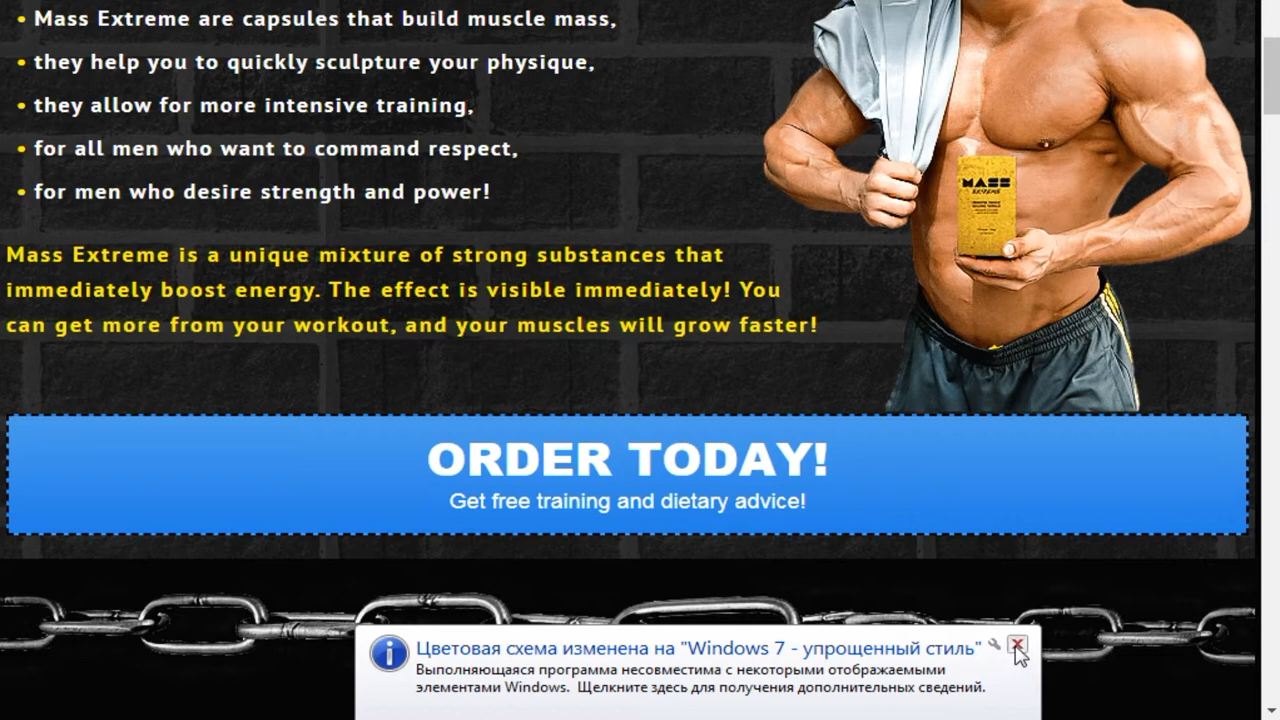 • Mass Extreme are capsules that build muscle mass,
• they help you to quickly sculpture your physique,
• they allow for more intensive training,
• for all men who want to command respect,
• for men who desire strength and power!
MASS
EXTREME
Mass Extreme is a unique mixture of strong substances that
immediately boost energy. The effect is visible immediately! You
can get more from your workout, and your muscles will grow faster!
ORDER TODAY!
Get free training and dietary advice!
Цветовая схема изменена на "Windows 7 - упрощенный стиль"
Выполняющаяся программа несовместима с некоторыми отображаемыми
элементами Windows. Щелкните здесь для получения дополнительных сведений.